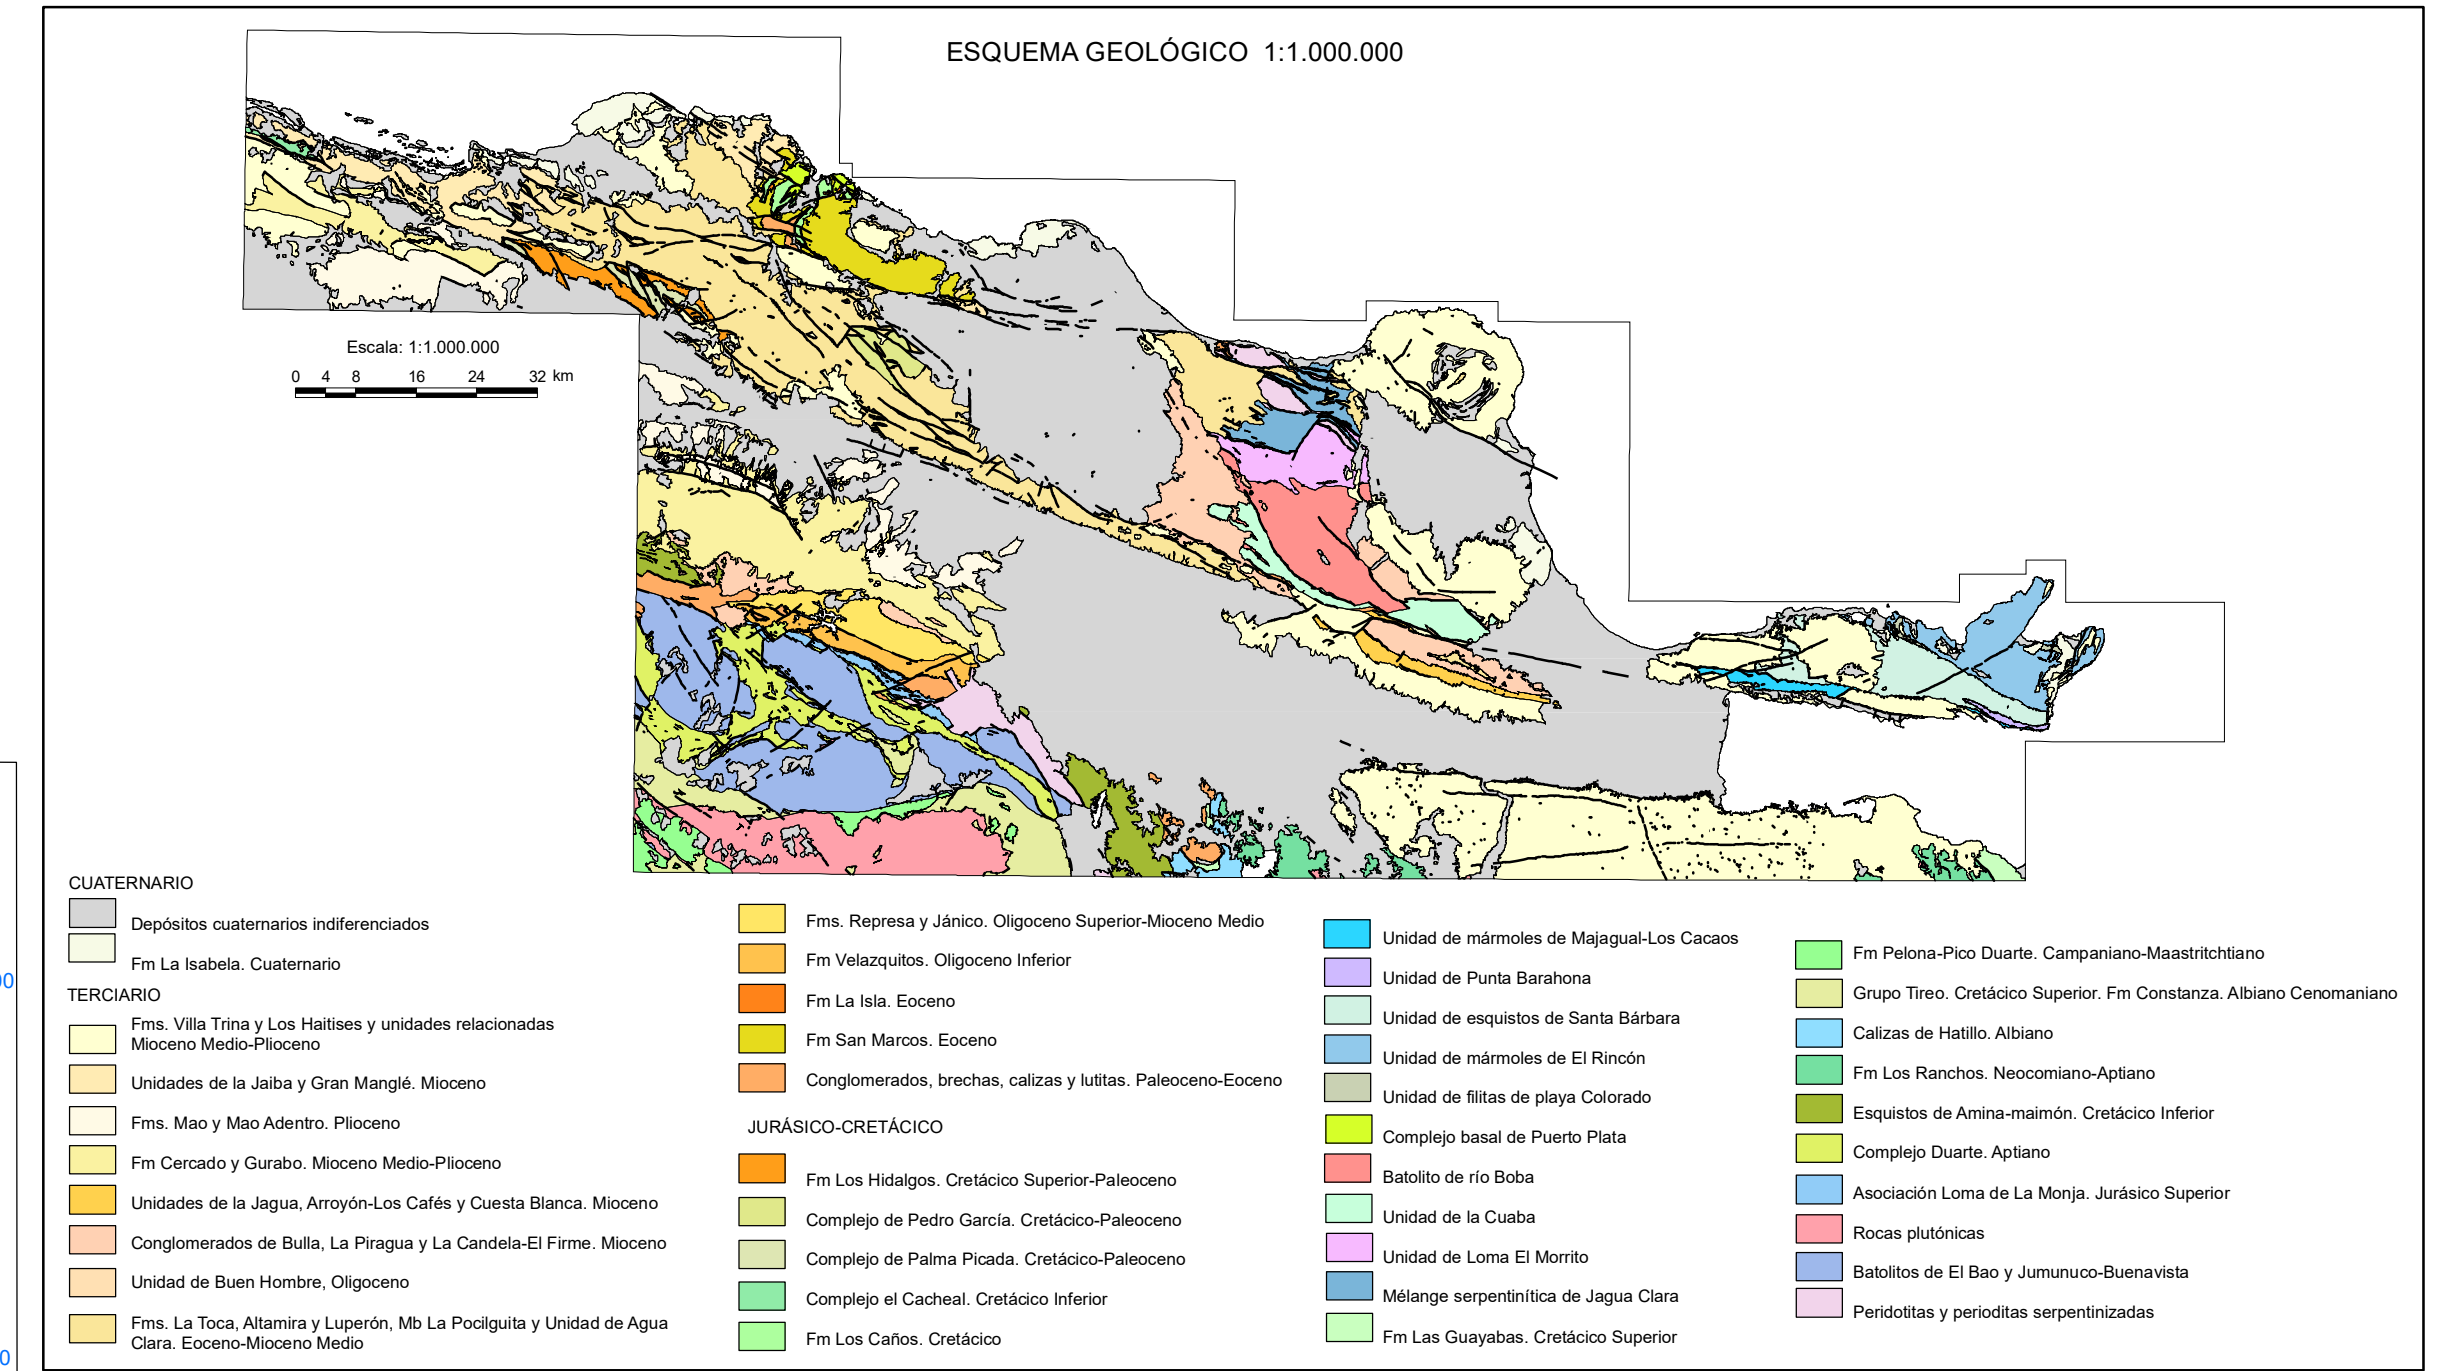 ESQUEMA GEOLÓGICO 1:1.000.000
Escala: 1:1.000.000
0 4 8 16 24 32 km
CUATERNARIO
Depósitos cuaternarios indiferenciados
Fm La Isabela. Cuaternario
TERCIARIO
Fms. Villa Trina y Los Haitises y unidades relacionadas
Mioceno Medio-Plioceno
Unidades de la Jaiba y Gran Manglé. Mioceno
Fms. Mao y Mao Adentro. Plioceno
Fm Cercado y Gurabo. Mioceno Medio-Plioceno
Unidades de la Jagua, Arroyón-Los Cafés y Cuesta Blanca. Mioceno
Conglomerados de Bulla, La Piragua y La Candela-El Firme. Mioceno
Unidad de Buen Hombre, Oligoceno
Fms. La Toca, Altamira y Luperón, Mb La Pocilguita y Unidad de Agua
Clara. Eoceno-Mioceno Medio
Fms. Represa y Jánico. Oligoceno Superior-Mioceno Medio
Fm Velazquitos. Oligoceno Inferior
Fm La Isla. Eoceno
Fm San Marcos. Eoceno
Conglomerados, brechas, calizas y lutitas. Paleoceno-Eoceno
JURÁSICO-CRETÁCICO
Fm Los Hidalgos. Cretácico Superior-Paleoceno
Complejo de Pedro García. Cretácico-Paleoceno
Complejo de Palma Picada. Cretácico-Paleoceno
Complejo el Cacheal. Cretácico Inferior
Fm Los Caños. Cretácico
Unidad de mármoles de Majagual-Los Cacaos
Unidad de Punta Barahona
Unidad de esquistos de Santa Bárbara
Unidad de mármoles de El Rincón
Unidad de filitas de playa Colorado
Complejo basal de Puerto Plata
Batolito de río Boba
Unidad de la Cuaba
Unidad de Loma El Morrito
Mélange serpentinítica de Jagua Clara
Fm Las Guayabas. Cretácico Superior
Fm Pelona-Pico Duarte. Campaniano-Maastritchtiano
Grupo Tireo. Cretácico Superior. Fm Constanza. Albiano Cenomaniano
Calizas de Hatillo. Albiano
Fm Los Ranchos. Neocomiano-Aptiano
Esquistos de Amina-maimón. Cretácico Inferior
Complejo Duarte. Aptiano
Asociación Loma de La Monja. Jurásico Superior
Rocas plutónicas
Batolitos de El Bao y Jumunuco-Buenavista
Peridotitas y perioditas serpentinizadas